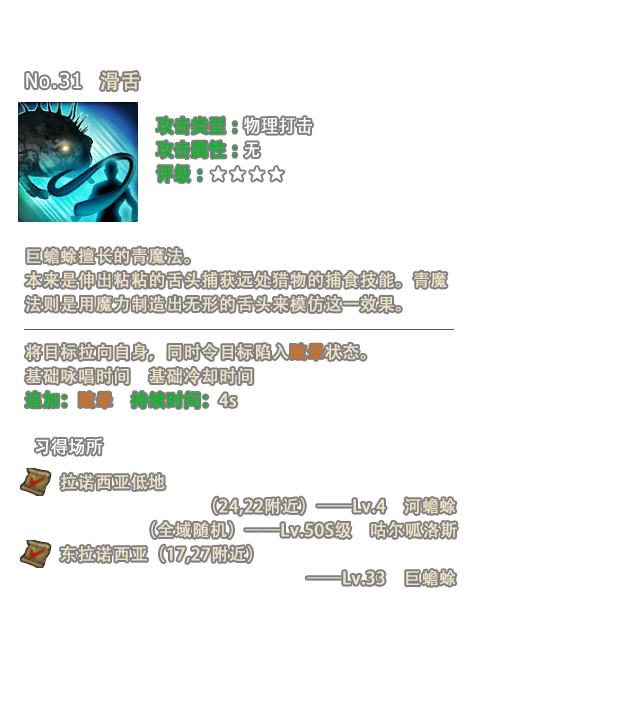 No.31 滑舌
攻击类型：物理打击
攻击属性：无
评级：☆☆☆☆
巨蟾蜍擅长的青魔法。
本来是伸出粘粘的舌头捕获远处猎物的捕食技能。青魔
法则是用魔力制造出无形的舌头来模仿这一效果。
将目标拉向自身，同时令目标陷入眩晕状态。
基础咏唱时间 基础冷却时间
追加：眩晕 持续时间：4s
习得场所
拉诺西亚低地
（24,22附近）——Lv.4 河蟾蜍
（全域随机）——Lv.50S级 咕尔呱洛斯
东拉诺西亚（17,27附近）
——Lv.33 巨蟾蜍